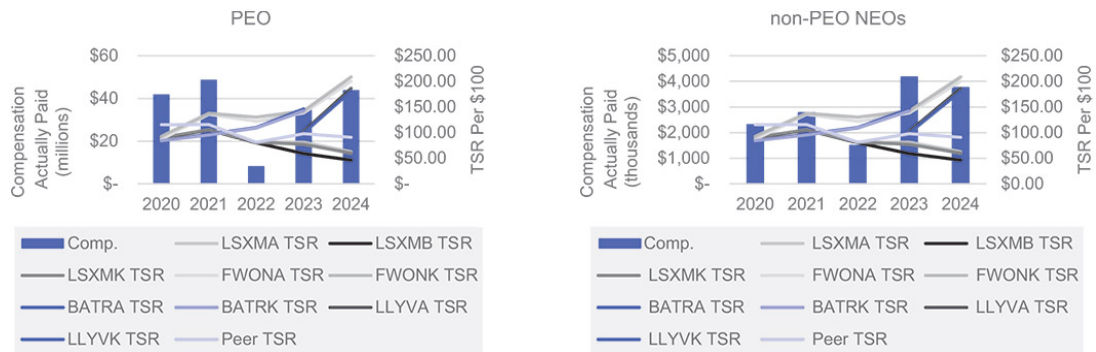 PEO
Compensation
Actually Paid
(millions)
$60
$40
$20
$-
$250.00
$200.00
$150.00
$100.00
$50.00
$-
TSR Per $100
2020 2021 2022 2023 2024
Comp. LSXMA TSR LSXMB TSR
LSXMK TSR FWONA TSR FWONK TSR
BATRA TSR BATRK TSR LLYVA TSR
LLYVK TSR Peer TSR
non-PEO NEOs
Compensation
Actually Paid
(thousands)
$5,000
$4,000
$3,000
$2,000
$1,000
$-
$250.00
$200.00
$150.00
$100.00
$50.00
$0.00
TSR Per $100
2020 2021 2022 2023 2024
Comp. LSXMA TSR LSXMB TSR
LSXMK TSR FWONA TSR FWONK TSR
BATRA TSR BATRK TSR LLYVA TSR
LLYVK TSR Peer TSR